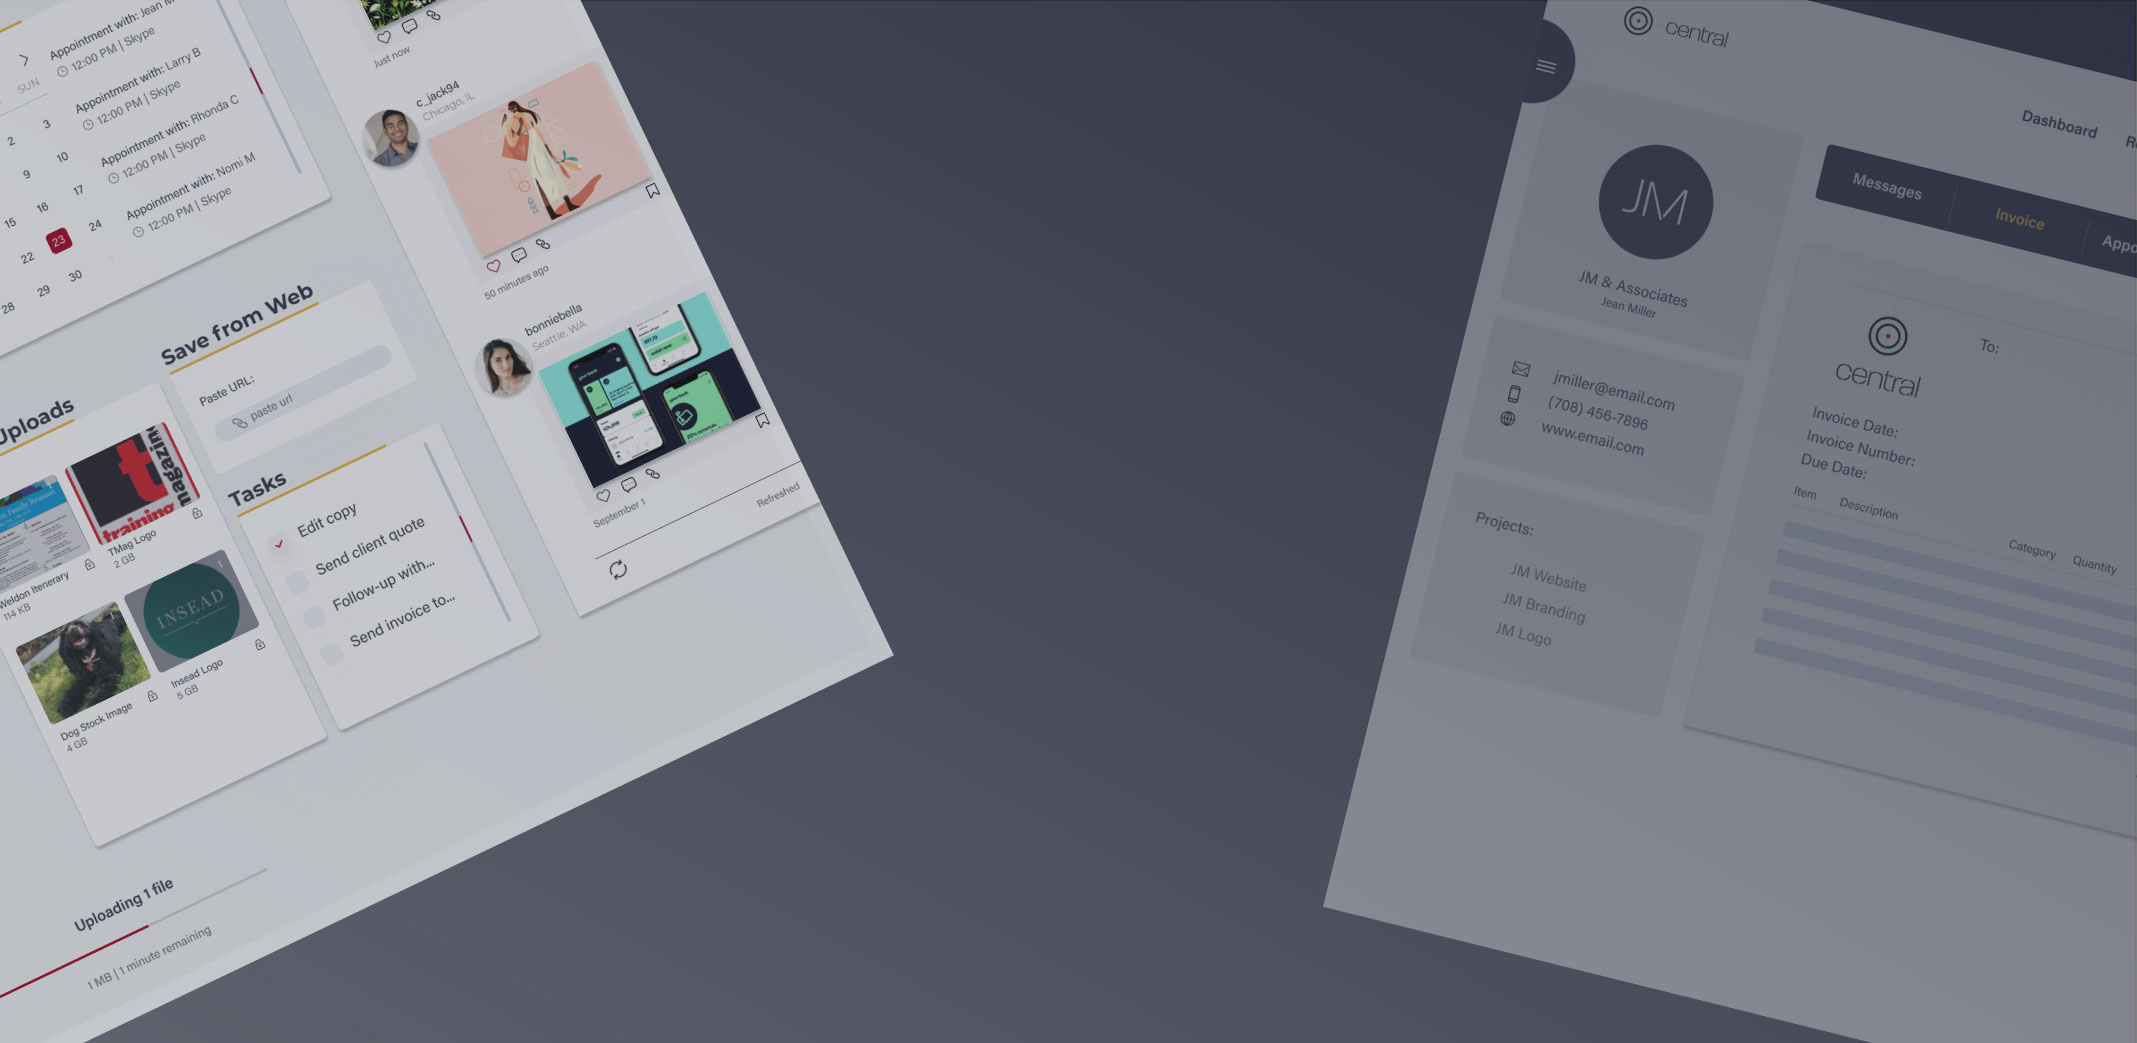 Appointment with: Jean M
12:00 PM | Skype
Appointment with: Larry B
12:00 PM | Skype
Appointment with: Rhonda C
12:00 PM | Skype
Appointment with: Nomi M
12:00 PM | Skype
SUN
2 3
9 10
15 16 17
22 23 24
28 29 30 1
Save from Web
Paste URL:
paste url
Uploads
magazine
t
training
TMag Logo
2 GB
Family Reunion
Weldon Itenerary
114 KB
Dog Stock Image
4 GB
INSEAD
Insead Logo
5 GB
Tasks
Edit copy
Send client quote
Follow-up with...
Send invoice to...
Uploading 1 file
1 MB | 1 minute remaining
Just now
c_jack94
Chicago, IL
50 minutes ago
bonniebella
Seattle, WA
September 1
Refreshed
central
Dashboard
Messages
Invoice
Appo
JM
JM & Associates
Jean Miller
jmiller@email.com
(708) 456-7896
www.email.com
Projects:
JM Website
JM Branding
JM Logo
central
To:
Invoice Date:
Invoice Number:
Due Date:
Item Description Category Quantity